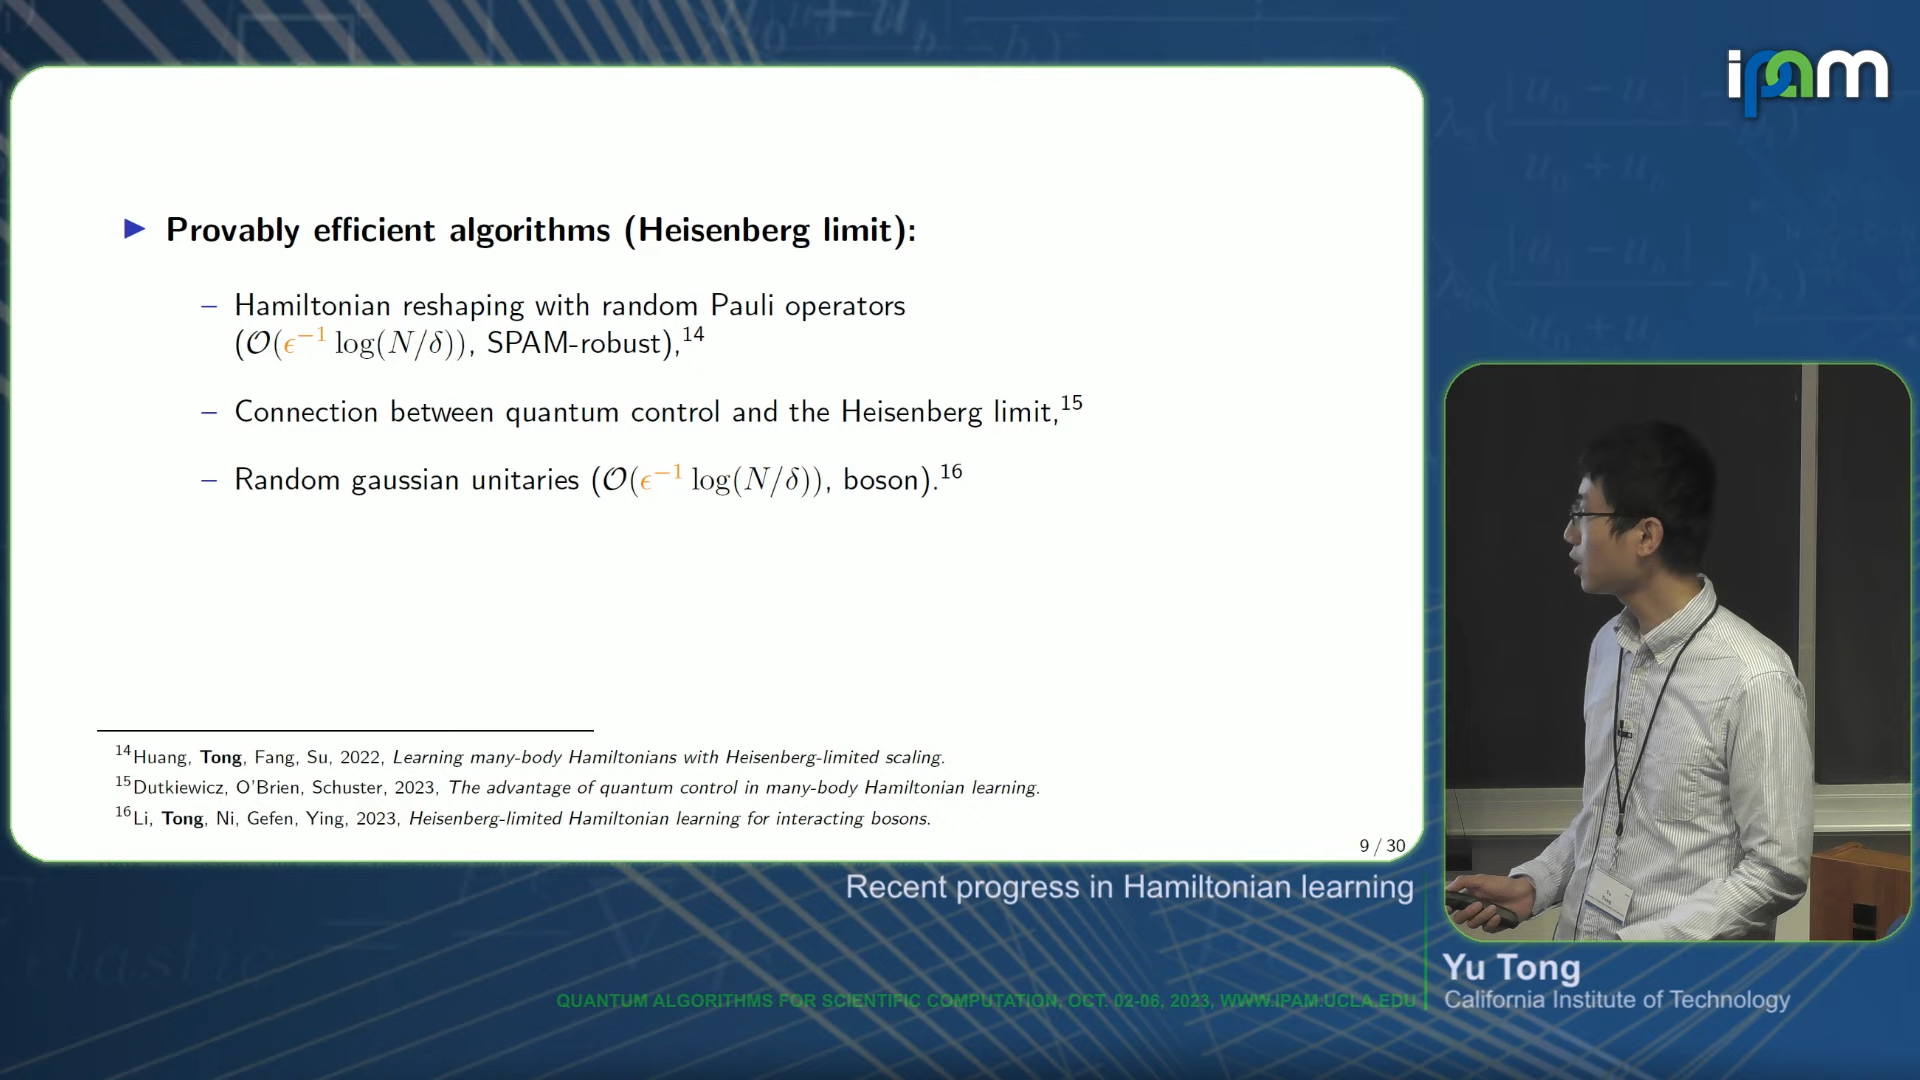 ipam
▶ Provably efficient algorithms (Heisenberg limit):
– Hamiltonian reshaping with random Pauli operators
(𝒪(ϵ⁻¹ log(N/δ)), SPAM-robust),¹⁴
– Connection between quantum control and the Heisenberg limit,¹⁵
– Random gaussian unitaries (𝒪(ϵ⁻¹ log(N/δ)), boson).¹⁶
¹⁴Huang, Tong, Fang, Su, 2022, Learning many-body Hamiltonians with Heisenberg-limited scaling.
¹⁵Dutkiewicz, O'Brien, Schuster, 2023, The advantage of quantum control in many-body Hamiltonian learning.
¹⁶Li, Tong, Ni, Gefen, Ying, 2023, Heisenberg-limited Hamiltonian learning for interacting bosons.
9 / 30
Recent progress in Hamiltonian learning
Yu Tong
California Institute of Technology
QUANTUM ALGORITHMS FOR SCIENTIFIC COMPUTATION, OCT. 02-06, 2023, WWW.IPAM.UCLA.EDU